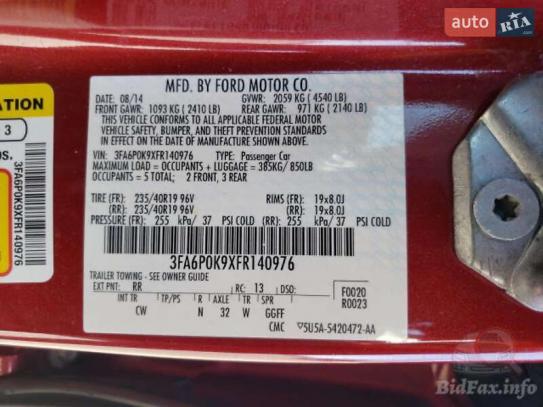 auto RIA.com
MFD. BY FORD MOTOR CO.
DATE: 08/14 GVWR: 2059 KG (4540 LB)
FRONT GAWR: 1093 KG (2410 LB) REAR GAWR: 971 KG (2140 LB)
THIS VEHICLE CONFORMS TO ALL APPLICABLE FEDERAL MOTOR
VEHICLE SAFETY, BUMPER, AND THEFT PREVENTION STANDARDS
IN EFFECT ON THE DATE OF MANUFACTURE SHOWN ABOVE.
VIN: 3FA6P0K9XFR140976 TYPE: Passenger Car
MAXIMUM LOAD = OCCUPANTS + LUGGAGE = 385KG/ 850LB
OCCUPANTS = 5 TOTAL; 2 FRONT, 3 REAR
TIRE (FR): 235/40R19 96V RIMS (FR): 19x8.0J
(RR): 235/40R19 96V (RR): 19x8.0J
PRESSURE (FR): 255 kPa/ 37 PSI COLD (RR): 255 kPa/ 37 PSI COLD
3FA6P0K9XFR140976
TRAILER TOWING - SEE OWNER GUIDE
EXT PNT: RR RC: 13 DSO: F0020
R0023
INT TR TP/PS R AXLE TR SPR
CW N 32 W GGFF
CMC 5U5A-5420472-AA
ATION
3
OS.
3FA6P0K9XFR140976
BidFax.info